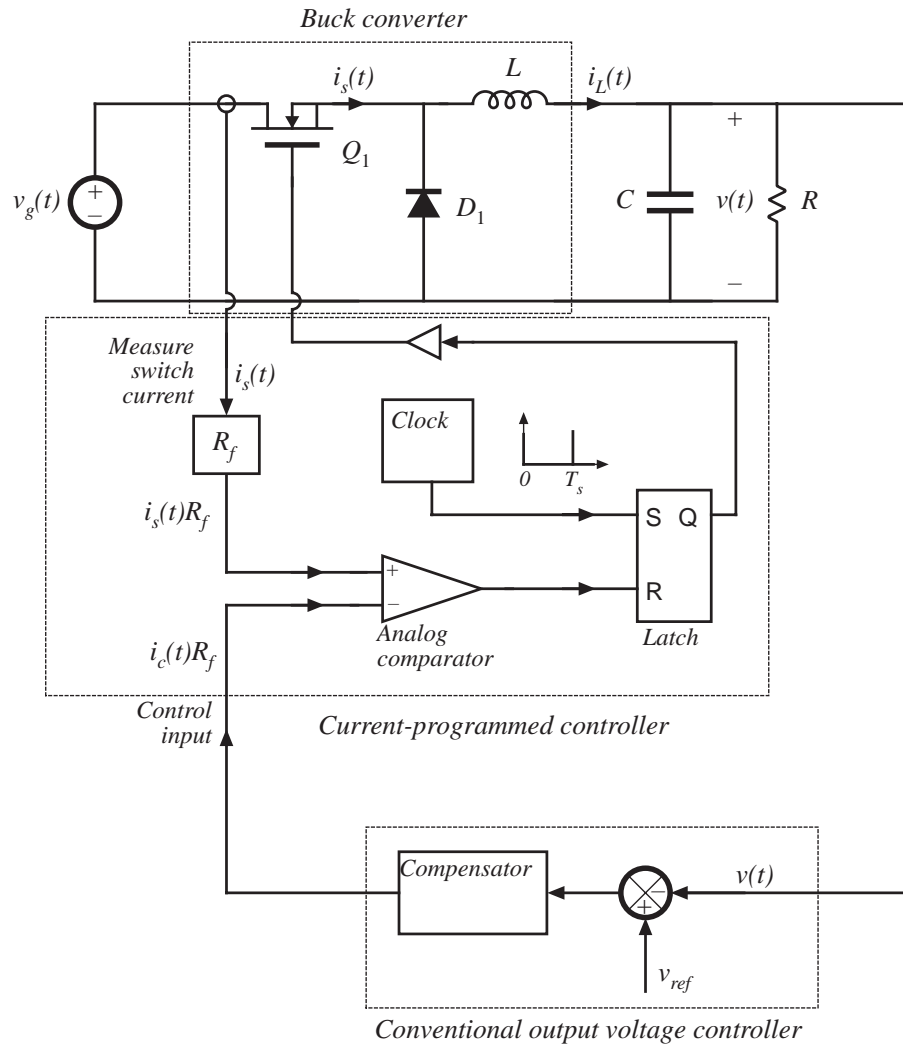 Buck converter
i_s(t)
L
i_L(t)
+
Q_1
v_g(t)
+
–
D_1
C
v(t)
R
–
Measure
switch
current
i_s(t)
Clock
R_f
0
T_s
i_s(t)R_f
S Q
+
–
R
Analog
comparator
Latch
i_c(t)R_f
Control
input
Current-programmed controller
Compensator
v(t)
–
+
v_ref
Conventional output voltage controller